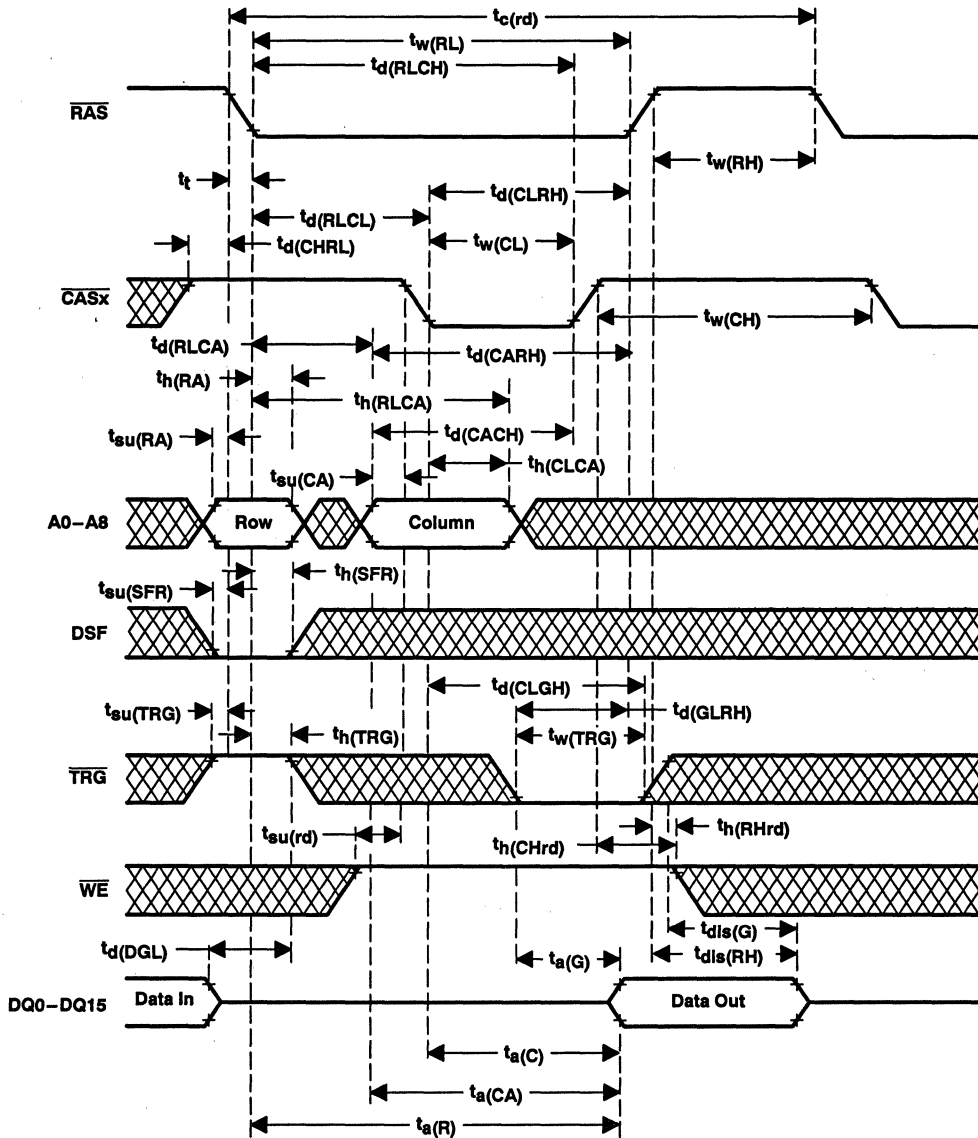 tc(rd)
tw(RL)
td(RLCH)
RAS
tw(RH)
tt
td(CLRH)
td(RLCL)
td(CHRL)
tw(CL)
CASx
tw(CH)
td(RLCA)
td(CARH)
th(RA)
th(RLCA)
tsu(RA)
td(CACH)
tsu(CA)
th(CLCA)
A0–A8
Row
Column
tsu(SFR)
th(SFR)
DSF
td(CLGH)
tsu(TRG)
td(GLRH)
th(TRG)
tw(TRG)
TRG
tsu(rd)
th(RHrd)
th(CHrd)
WE
tdis(G)
td(DGL)
ta(G)
tdis(RH)
DQ0–DQ15
Data In
Data Out
ta(C)
ta(CA)
ta(R)